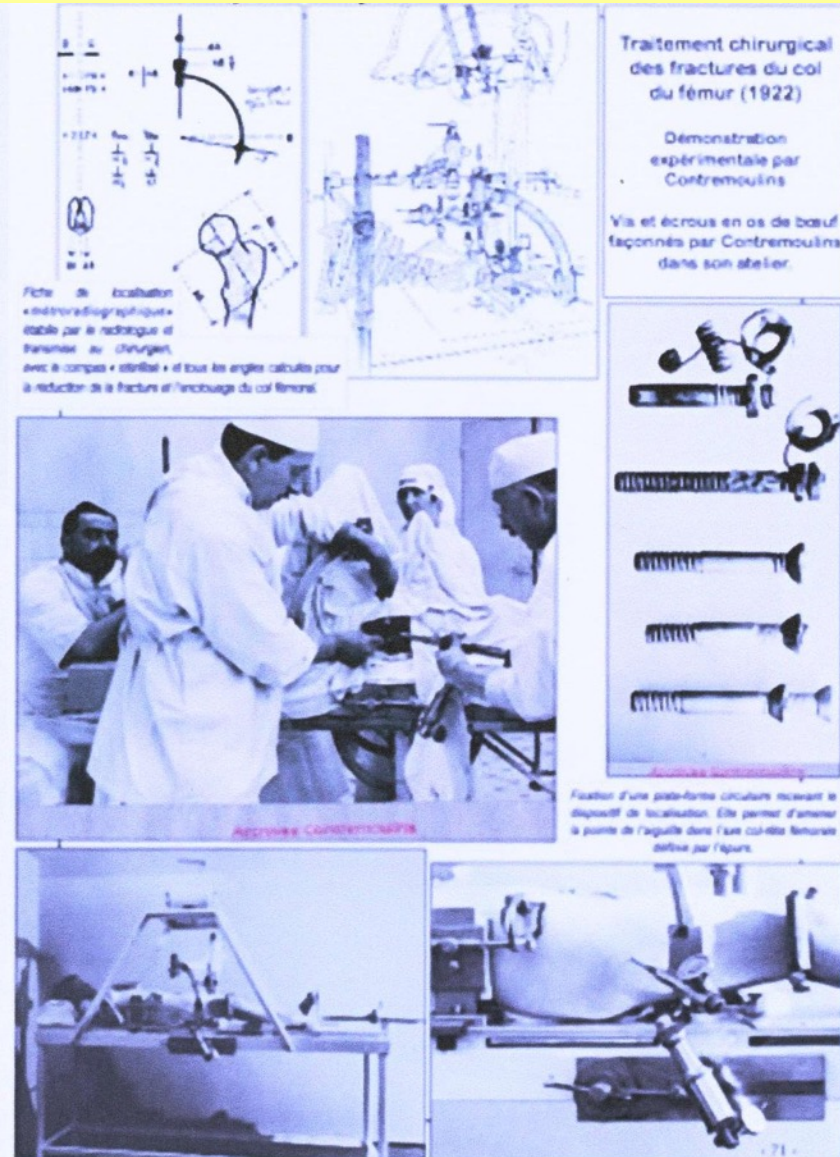 Traitement chirurgical
des fractures du col
du fémur (1922)
Démonstration
expérimentale par
Contremoulins
Vis et écrous en os de bœuf
façonnés par Contremoulins
dans son atelier.
Fiche de localisation
« métroradiographique »
établie par le radiologue et
transmise au chirurgien,
avec le compas « stérilisé » et tous les angles calculés pour
la réduction de la fracture et l'enclouage du col fémoral.
Archives Contremoulins
Archives Contremoulins
Fixation d'une plate-forme circulaire recevant le
dispositif de localisation. Elle permet d'amener
la pointe de l'aiguille dans l'axe col-tête fémorale
définie par l'épure.
- 71 -